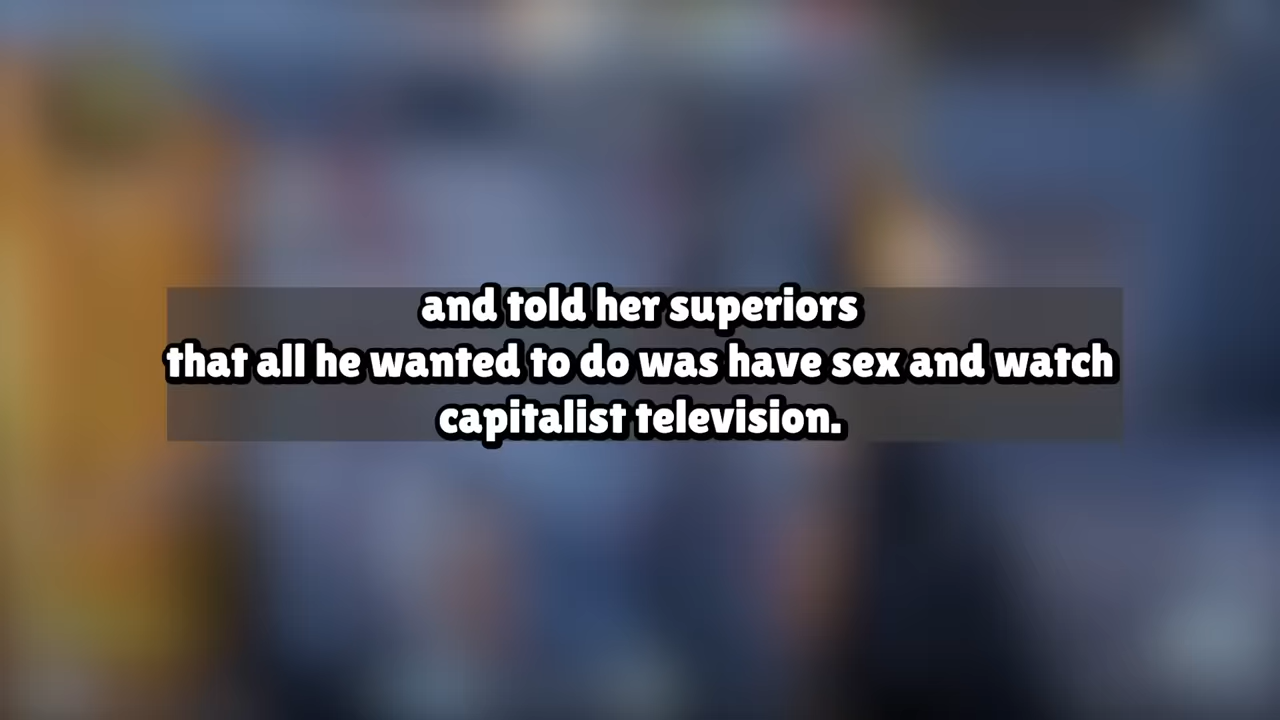 and told her superiors
that all he wanted to do was have sex and watch
capitalist television.